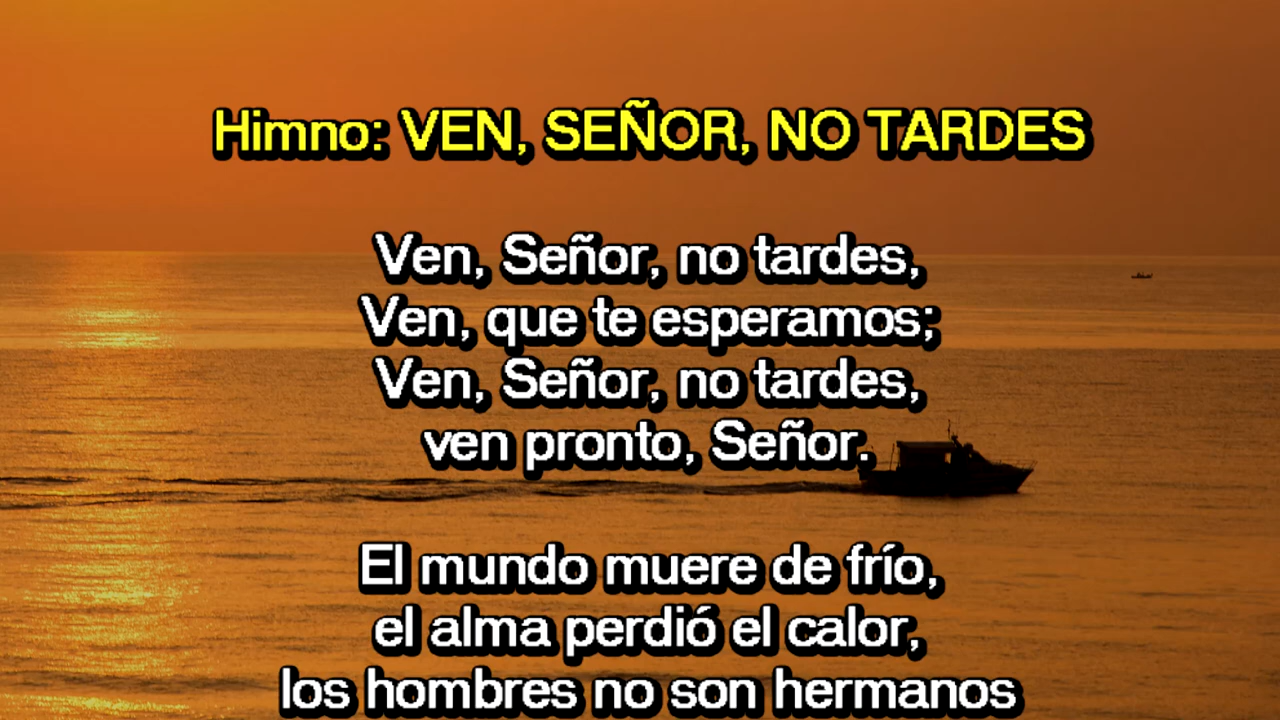 Himno: VEN, SEÑOR, NO TARDES
Ven, Señor, no tardes,
Ven, que te esperamos;
Ven, Señor, no tardes,
ven pronto, Señor.
El mundo muere de frío,
el alma perdió el calor,
los hombres no son hermanos